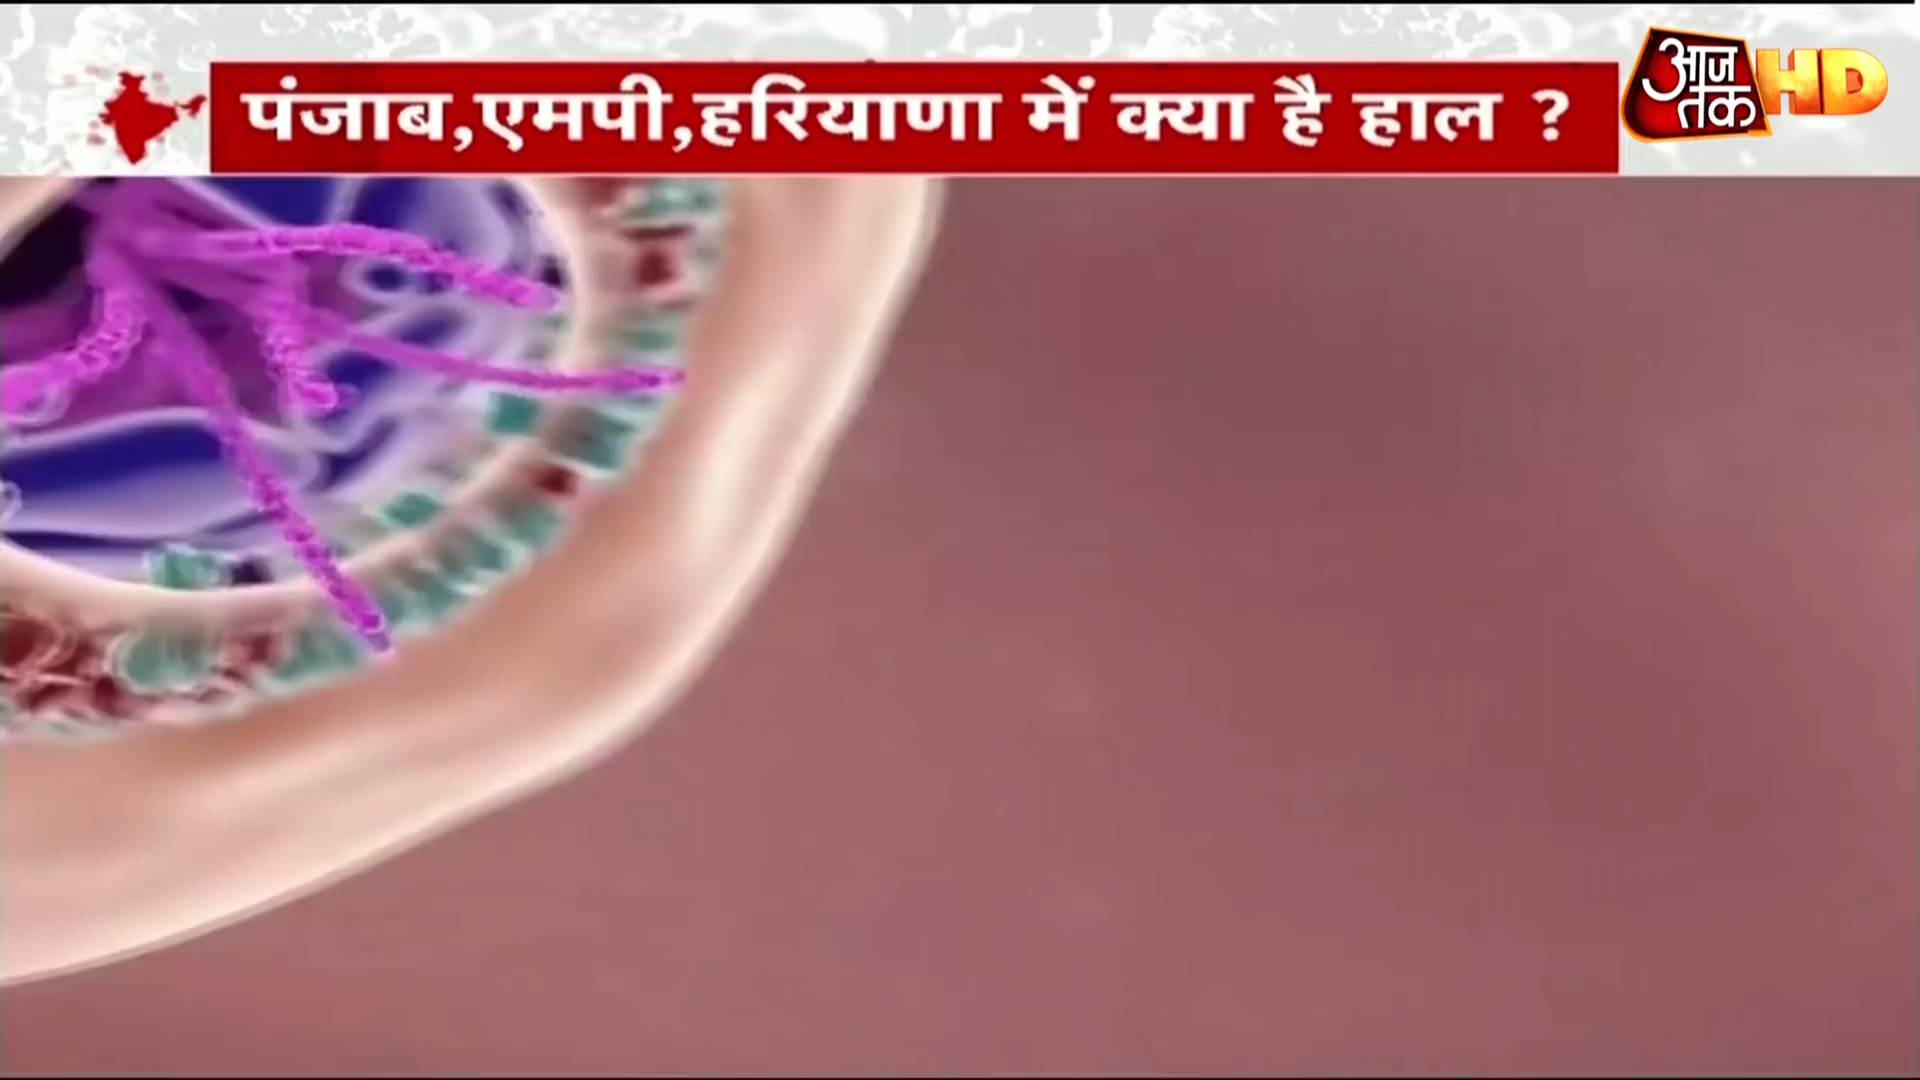 पंजाब,एमपी,हरियाणा में क्या है हाल ?
आज तक HD